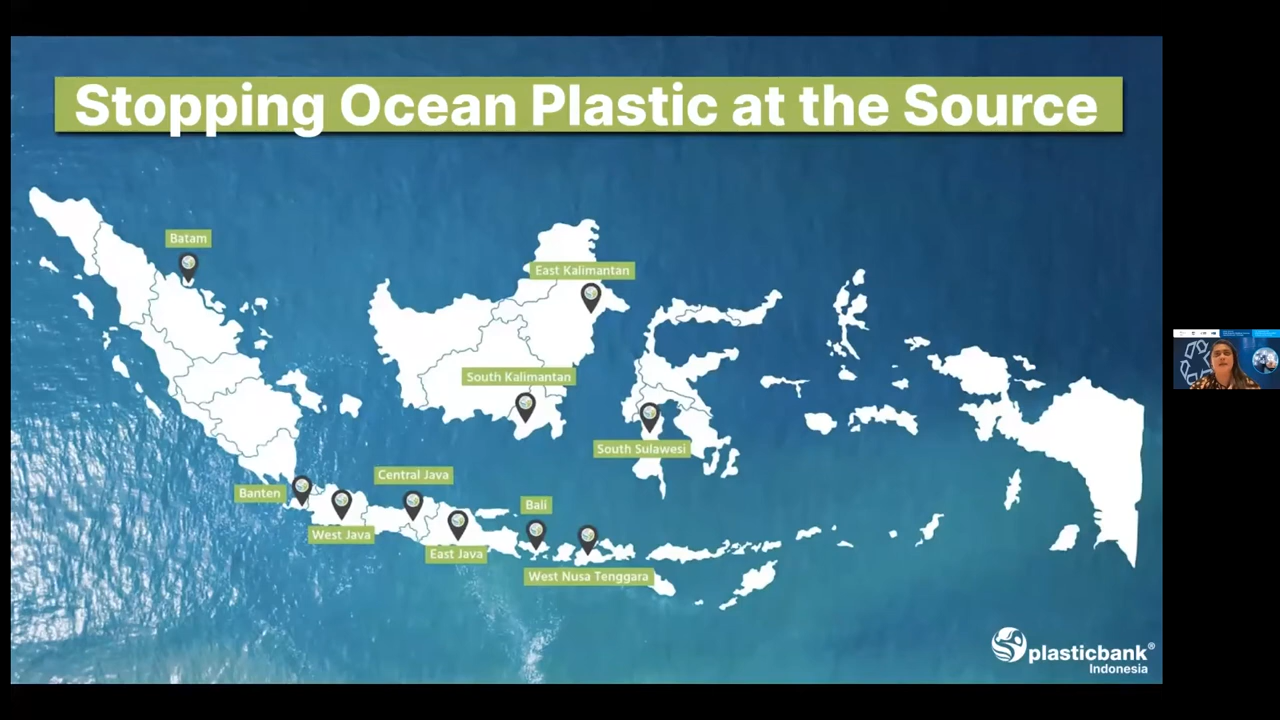 Stopping Ocean Plastic at the Source
Batam
East Kalimantan
South Kalimantan
South Sulawesi
Central Java
Banten
Bali
West Java
East Java
West Nusa Tenggara
plasticbank®
Indonesia